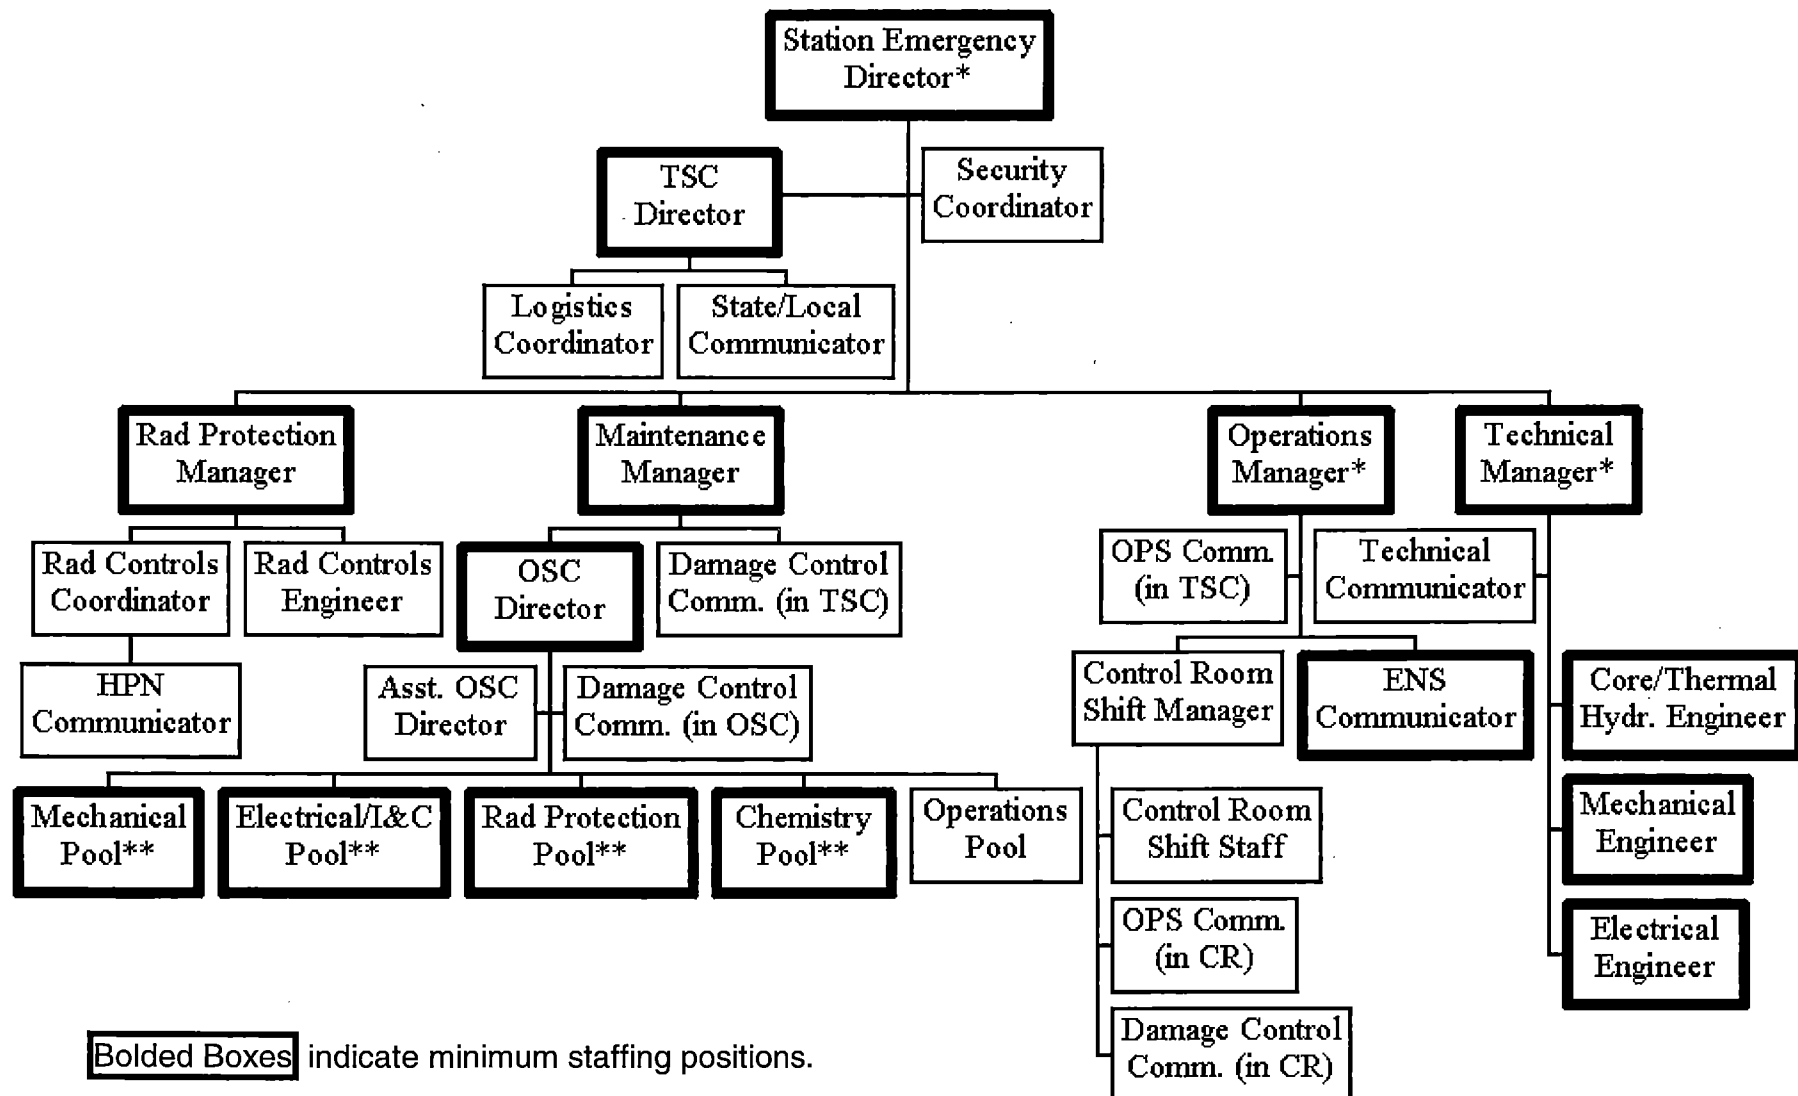 Station Emergency
Director*
TSC
Director
Security
Coordinator
Logistics
Coordinator
State/Local
Communicator
Rad Protection
Manager
Maintenance
Manager
Operations
Manager*
Technical
Manager*
Rad Controls
Coordinator
Rad Controls
Engineer
OSC
Director
Damage Control
Comm. (in TSC)
OPS Comm.
(in TSC)
Technical
Communicator
HPN
Communicator
Asst. OSC
Director
Damage Control
Comm. (in OSC)
Control Room
Shift Manager
ENS
Communicator
Core/Thermal
Hydr. Engineer
Mechanical
Pool**
Electrical/I&C
Pool**
Rad Protection
Pool**
Chemistry
Pool**
Operations
Pool
Control Room
Shift Staff
Mechanical
Engineer
OPS Comm.
(in CR)
Electrical
Engineer
Damage Control
Comm. (in CR)
Bolded Boxes indicate minimum staffing positions.